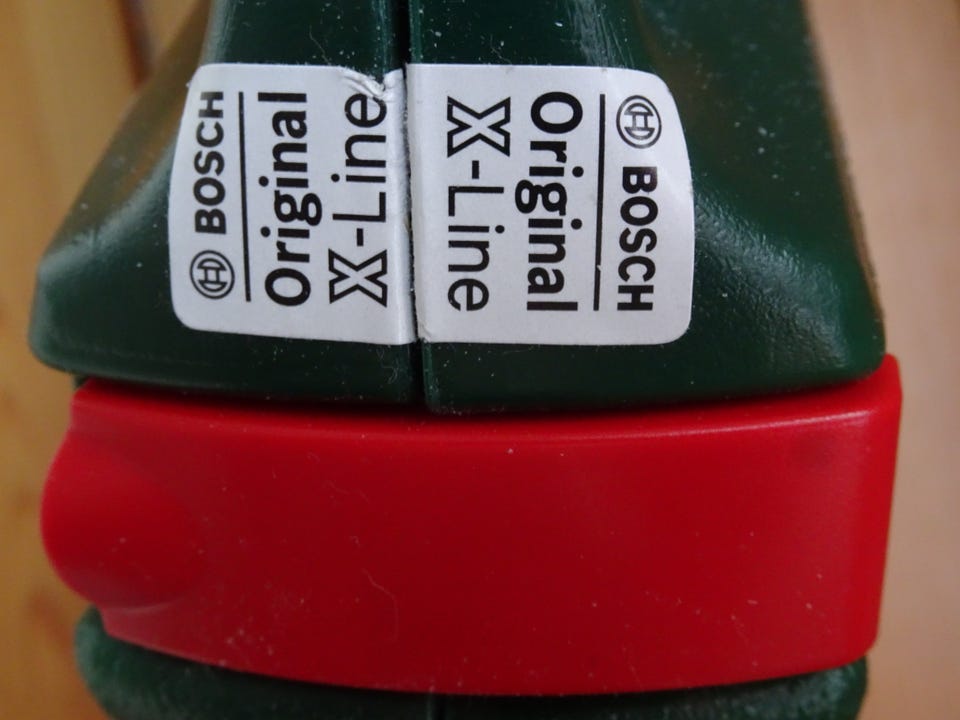 BOSCH
Original
X-Line
BOSCH
Original
X-Line